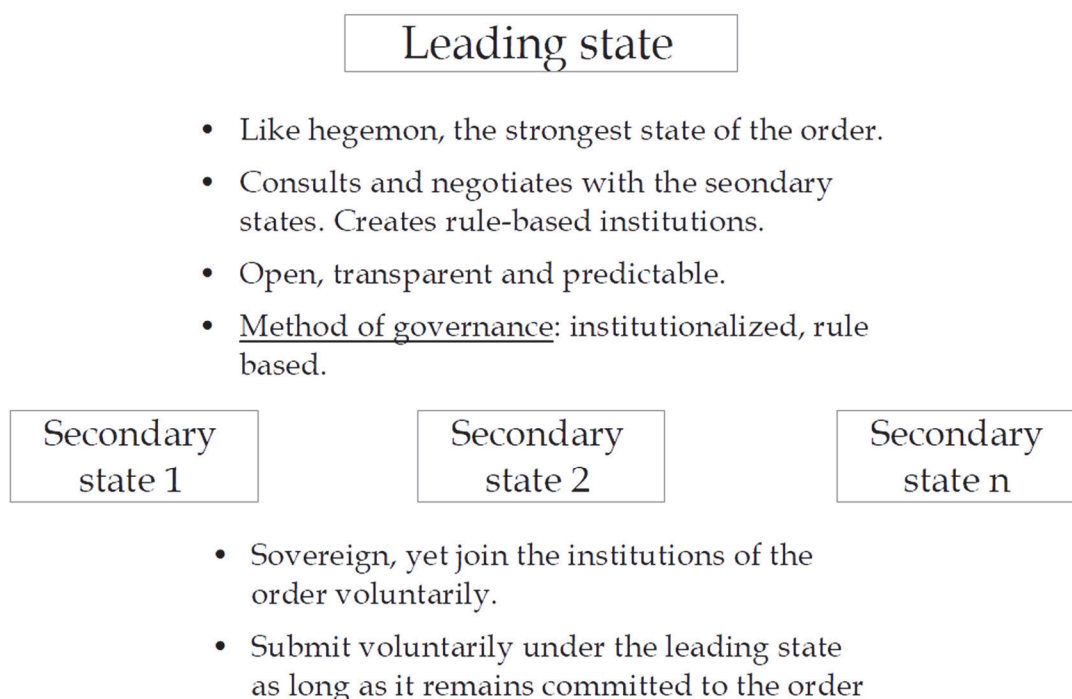 Leading state
• Like hegemon, the strongest state of the order.
• Consults and negotiates with the seondary
states. Creates rule-based institutions.
• Open, transparent and predictable.
• Method of governance: institutionalized, rule
based.
Secondary
state 1
Secondary
state 2
Secondary
state n
• Sovereign, yet join the institutions of the
order voluntarily.
• Submit voluntarily under the leading state
as long as it remains committed to the order